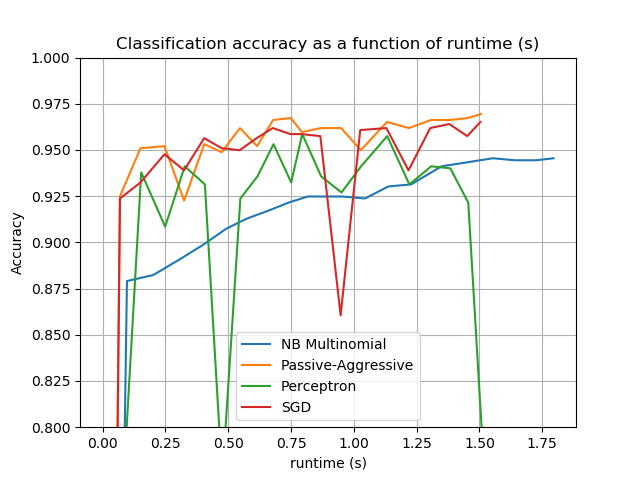 Classification accuracy as a function of runtime (s)
1.000
0.975
0.950
0.925
0.900
0.875
0.850
0.825
0.800
Accuracy
NB Multinomial
Passive-Aggressive
Perceptron
SGD
0.00 0.25 0.50 0.75 1.00 1.25 1.50 1.75
runtime (s)